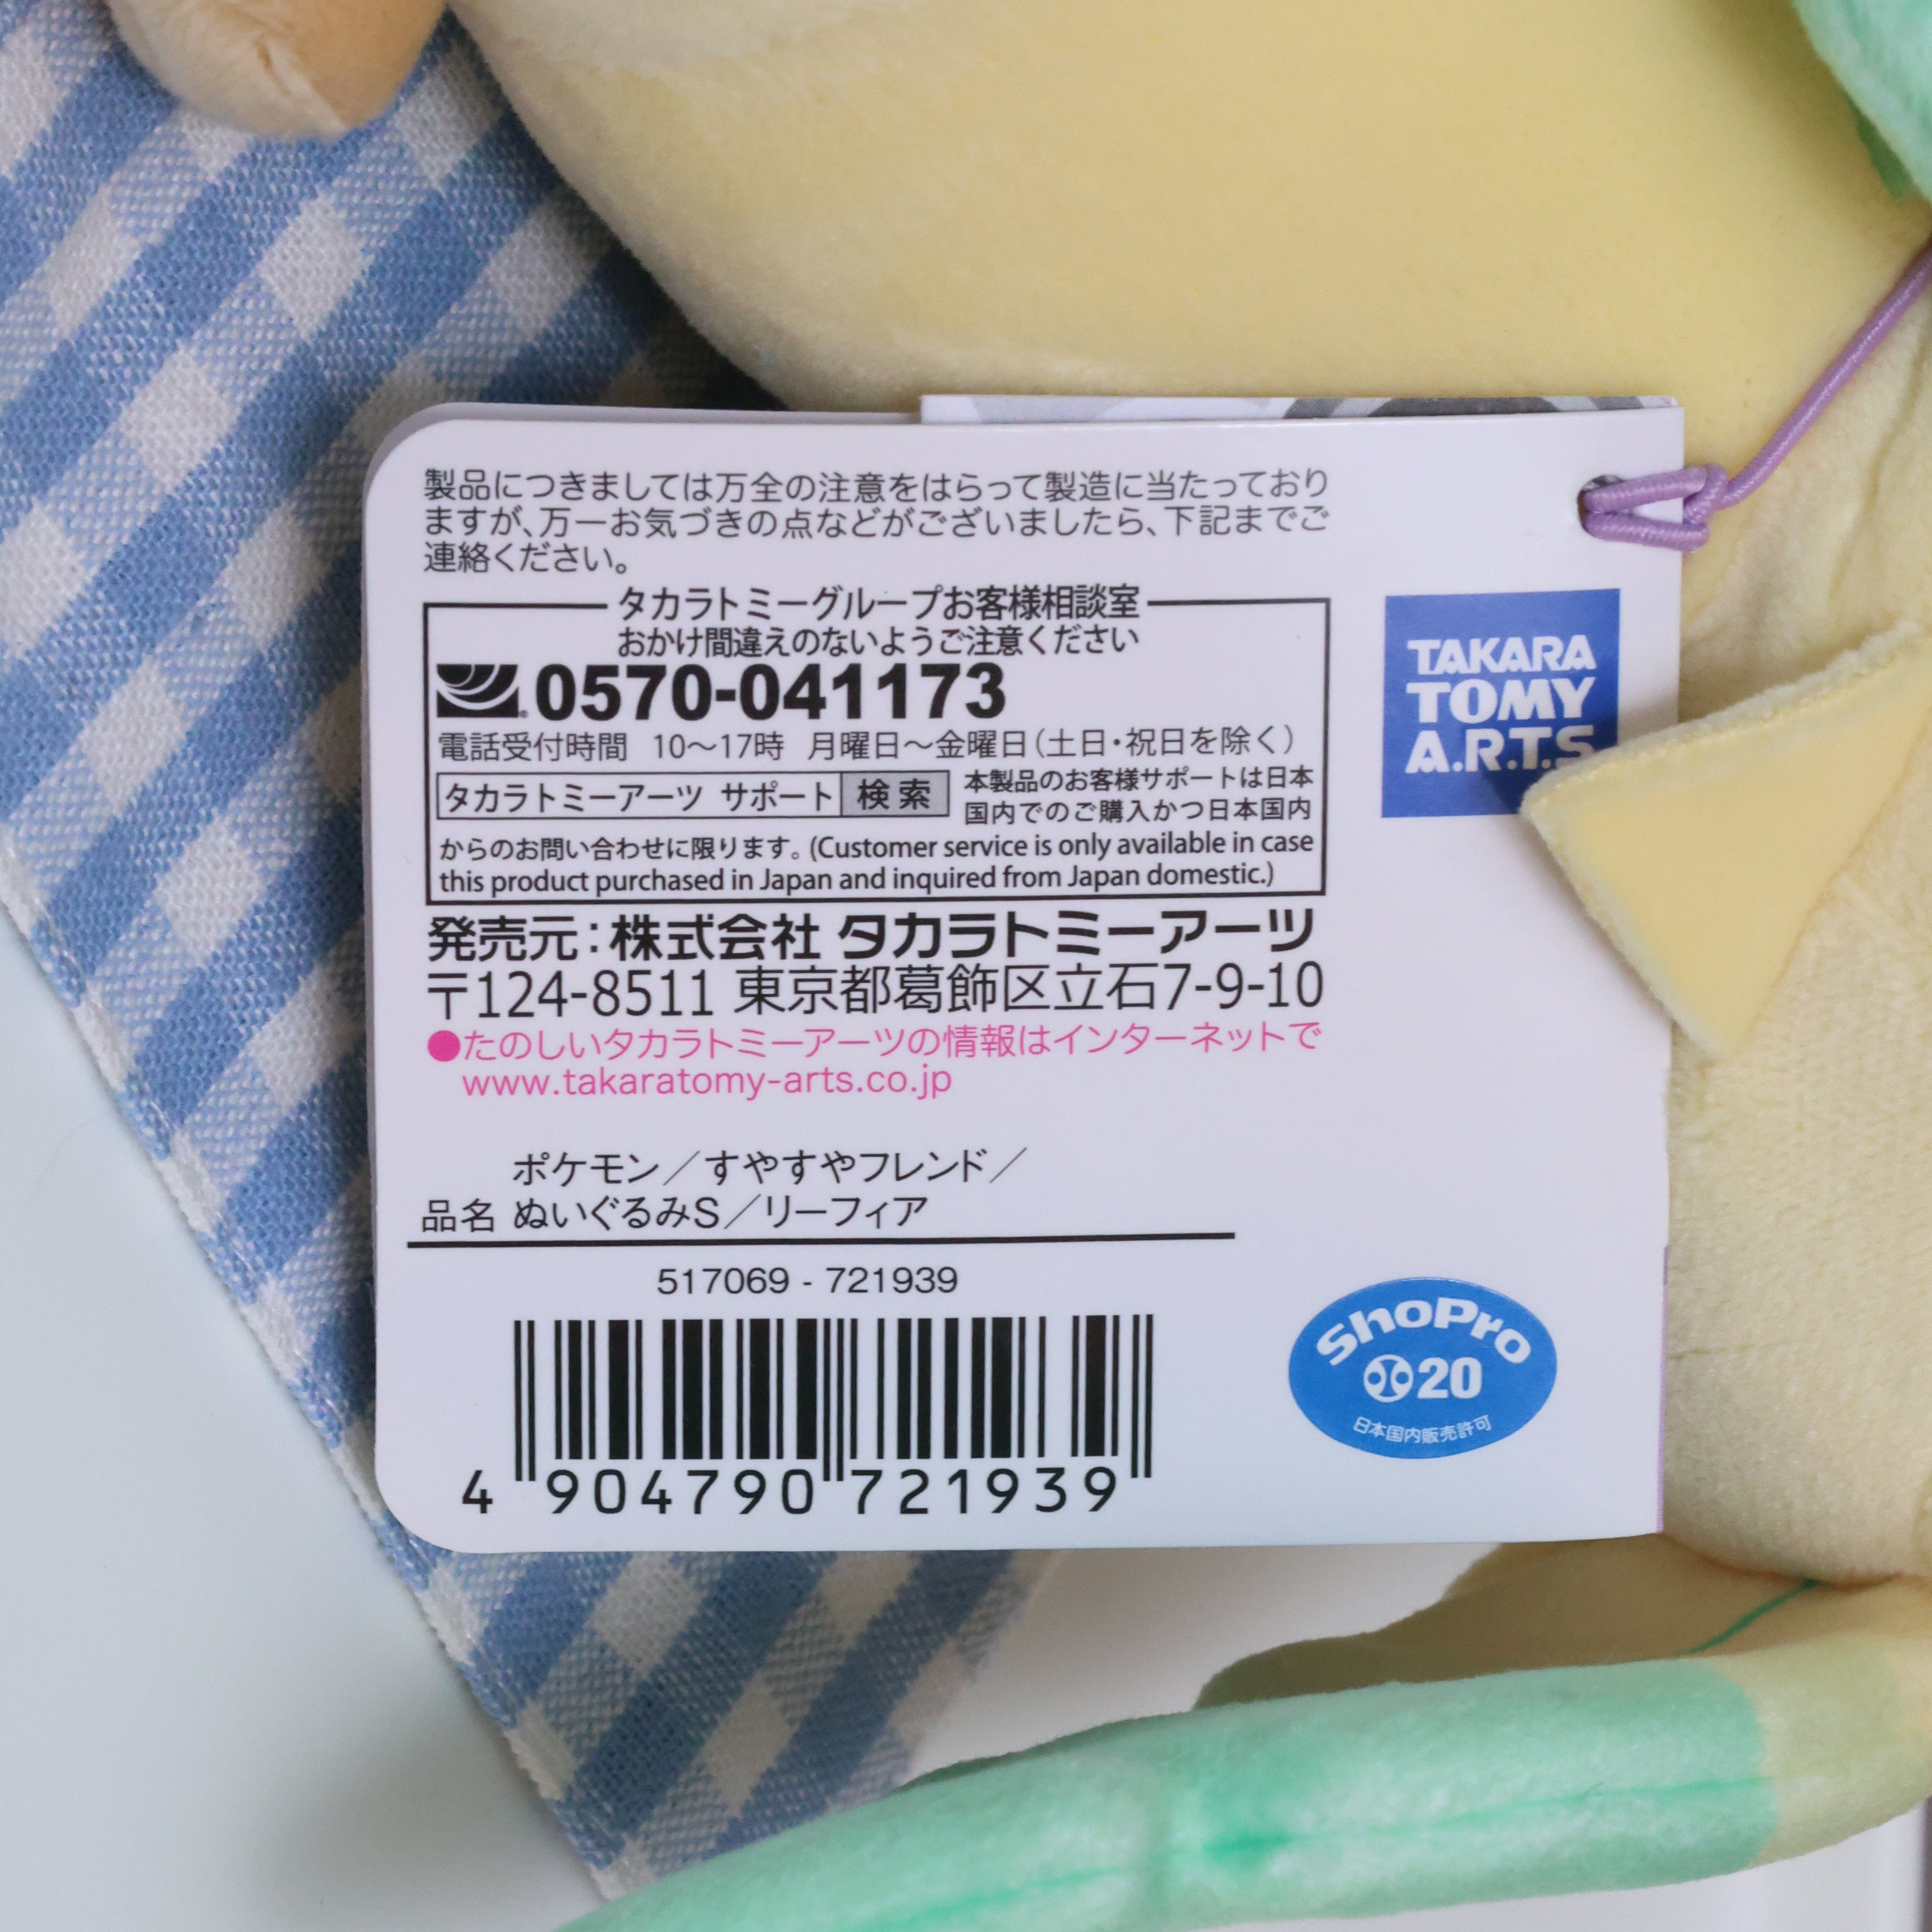 製品につきましては万全の注意をはらって製造に当たっており
ますが、万一お気づきの点などがございましたら、下記までご
連絡ください。
タカラトミーグループお客様相談室
おかけ間違えのないようご注意ください
0570-041173
電話受付時間 10～17時 月曜日～金曜日(土日・祝日を除く)
タカラトミーアーツ サポート 検索
本製品のお客様サポートは日本
国内でのご購入かつ日本国内
からのお問い合わせに限ります。(Customer service is only available in case
this product purchased in Japan and inquired from Japan domestic.)
発売元：株式会社 タカラトミーアーツ
〒124-8511 東京都葛飾区立石7-9-10
●たのしいタカラトミーアーツの情報はインターネットで
www.takaratomy-arts.co.jp
TAKARA
TOMY
A.R.T.S
ポケモン／すやすやフレンド／
品名 ぬいぐるみS／リーフィア
517069 - 721939
4 904790 721939
ShoPro
20
日本国内販売許可